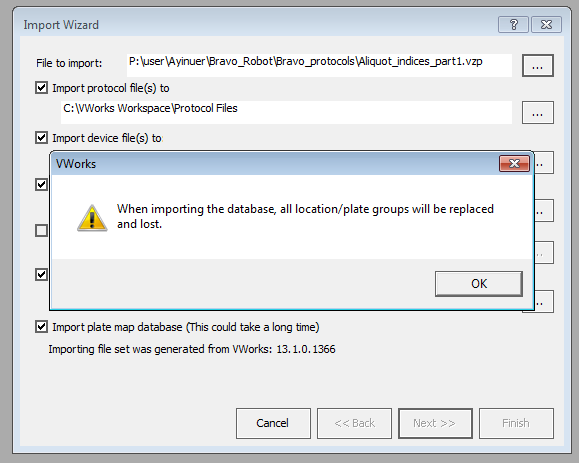 Import Wizard
File to import: P:\user\Ayinuer\Bravo_Robot\Bravo_protocols\Aliquot_indices_part1.vzp ...
Import protocol file(s) to
C:\VWorks Workspace\Protocol Files ...
Import device file(s) to
VWorks
When importing the database, all location/plate groups will be replaced
and lost.
OK
Import plate map database (This could take a long time)
Importing file set was generated from VWorks: 13.1.0.1366
Cancel << Back Next >> Finish